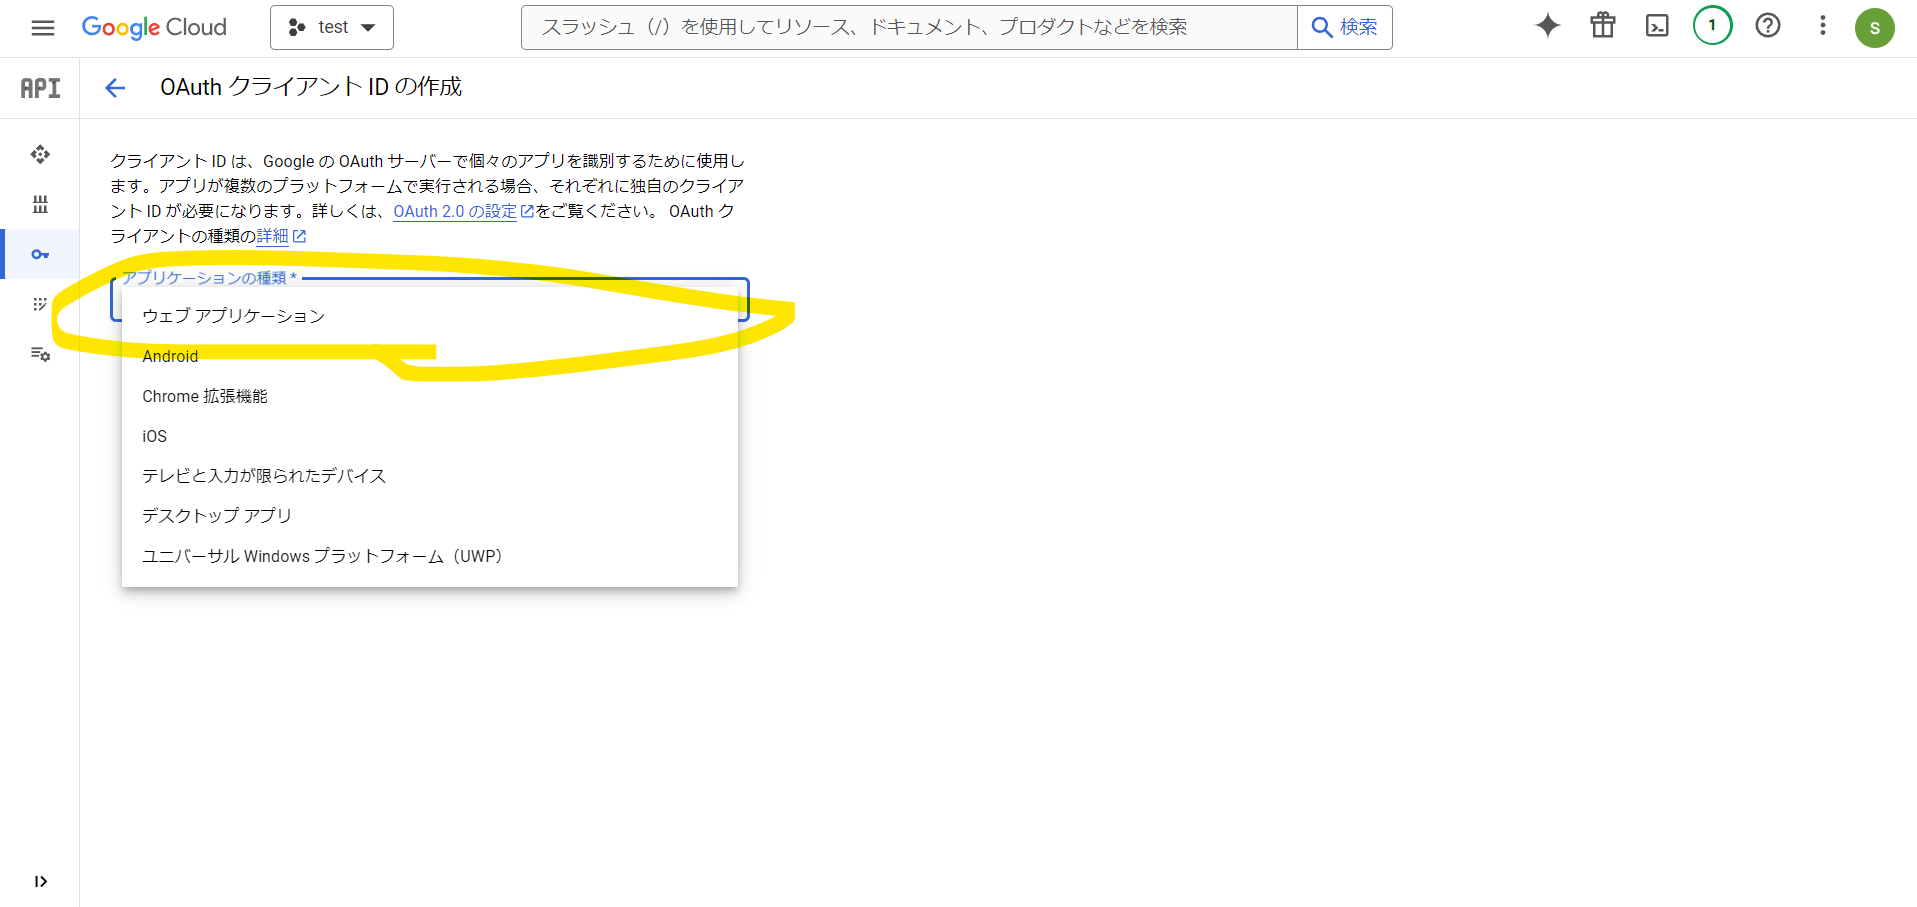 Google Cloud
test
スラッシュ（/）を使用してリソース、ドキュメント、プロダクトなどを検索
検索
1
S
API
OAuth クライアント ID の作成
クライアント ID は、Google の OAuth サーバーで個々のアプリを識別するために使用し
ます。アプリが複数のプラットフォームで実行される場合、それぞれに独自のクライア
ント ID が必要になります。詳しくは、OAuth 2.0 の設定をご覧ください。 OAuth ク
ライアントの種類の詳細
アプリケーションの種類 *
ウェブ アプリケーション
Android
Chrome 拡張機能
iOS
テレビと入力が限られたデバイス
デスクトップ アプリ
ユニバーサル Windows プラットフォーム（UWP）